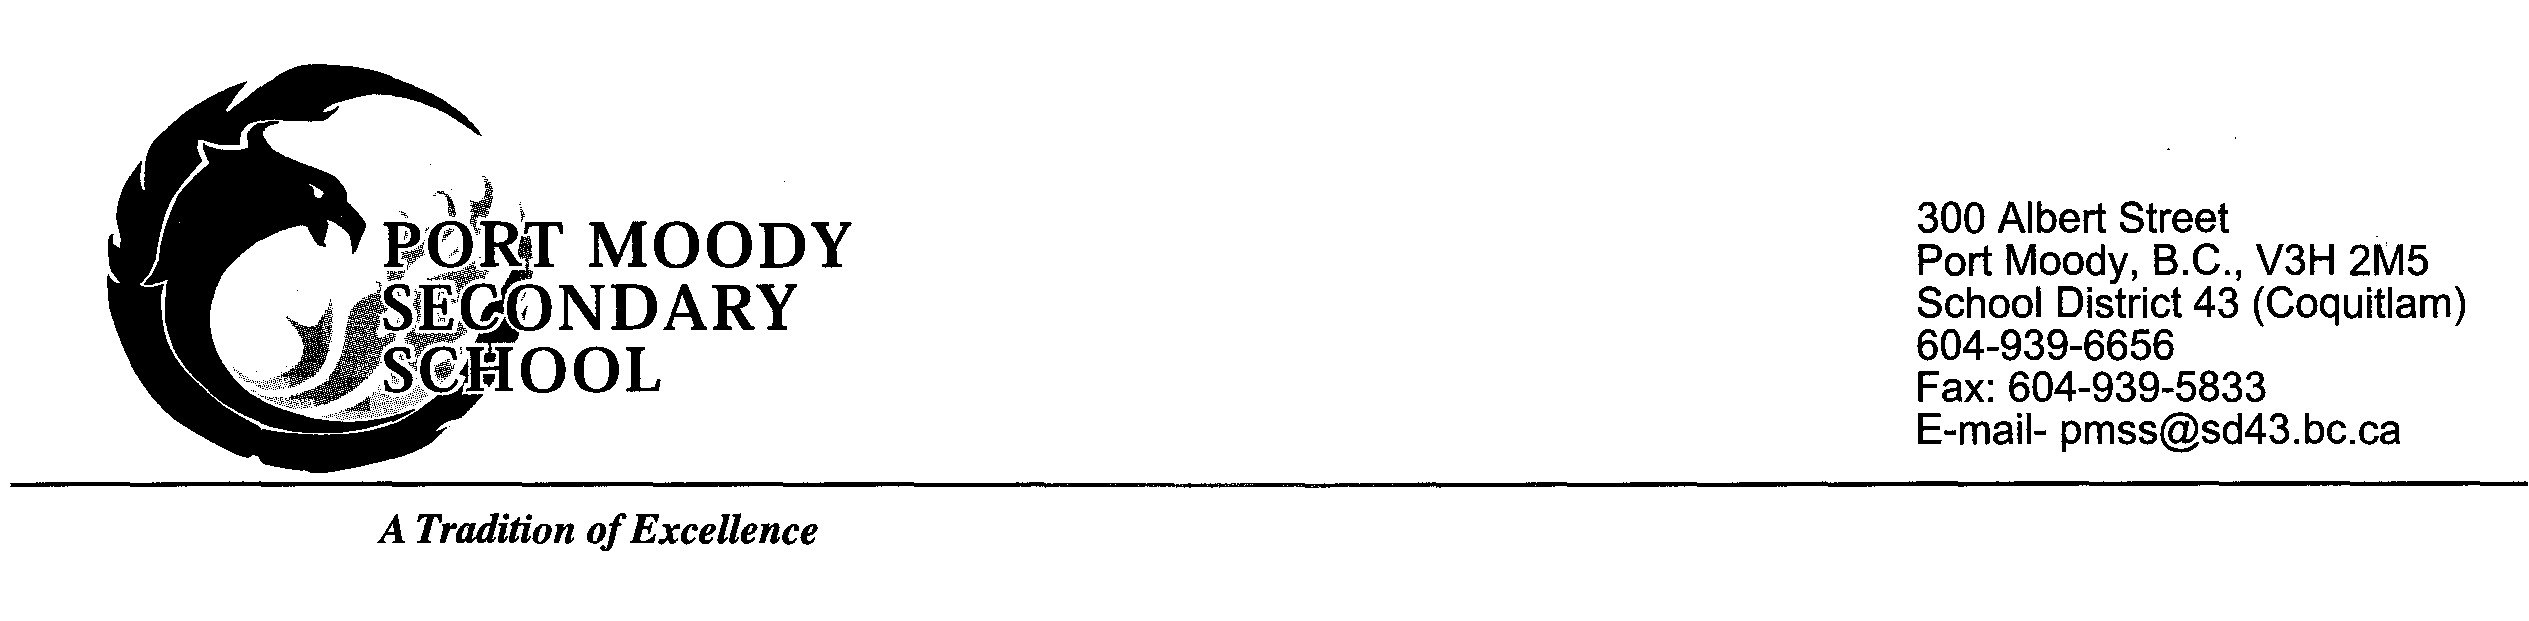 PORT MOODY
SECONDARY
SCHOOL
300 Albert Street
Port Moody, B.C., V3H 2M5
School District 43 (Coquitlam)
604-939-6656
Fax: 604-939-5833
E-mail- pmss@sd43.bc.ca
A Tradition of Excellence